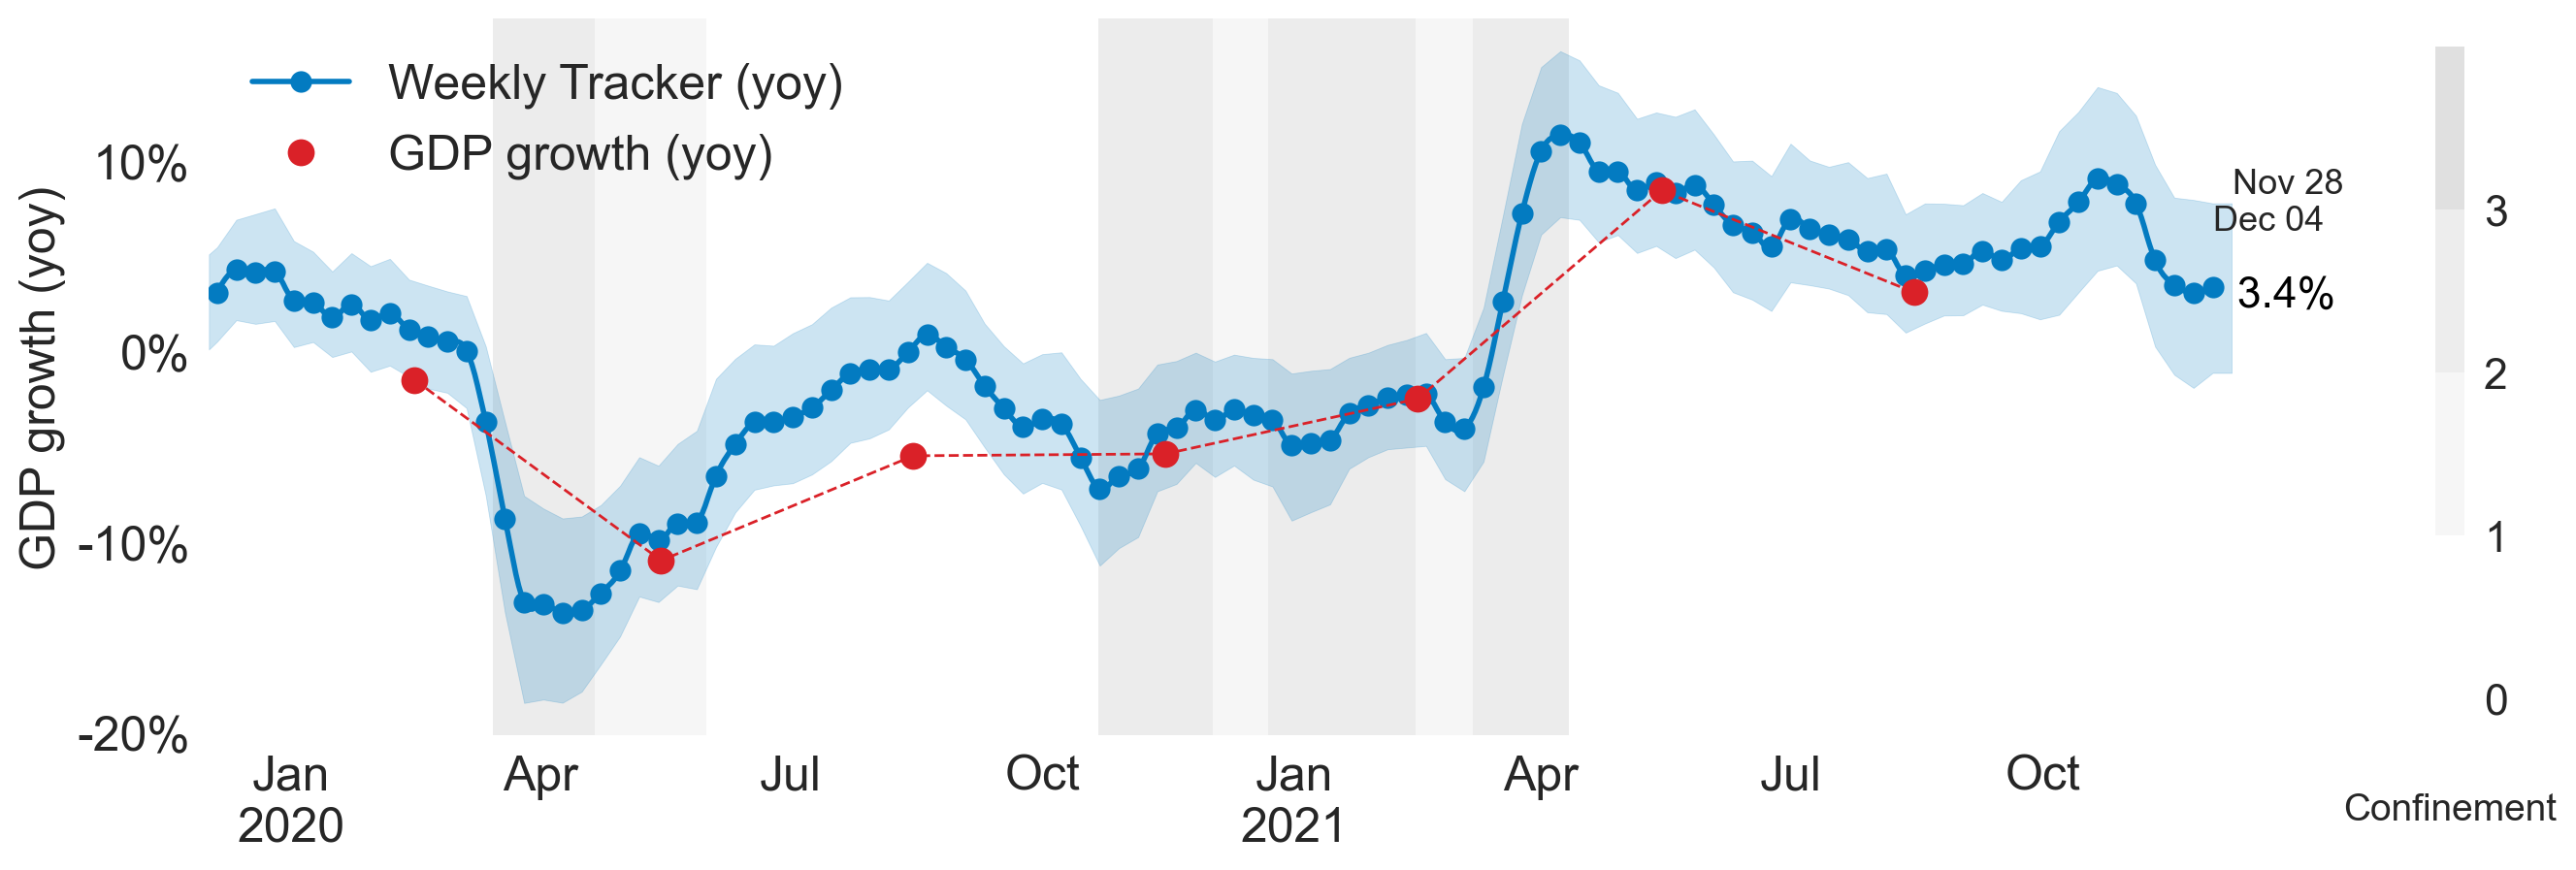 Weekly Tracker (yoy)
GDP growth (yoy)
GDP growth (yoy)
10%
0%
-10%
-20%
Jan
2020
Apr
Jul
Oct
Jan
2021
Apr
Jul
Oct
Nov 28
Dec 04
3.4%
3
2
1
0
Confinement